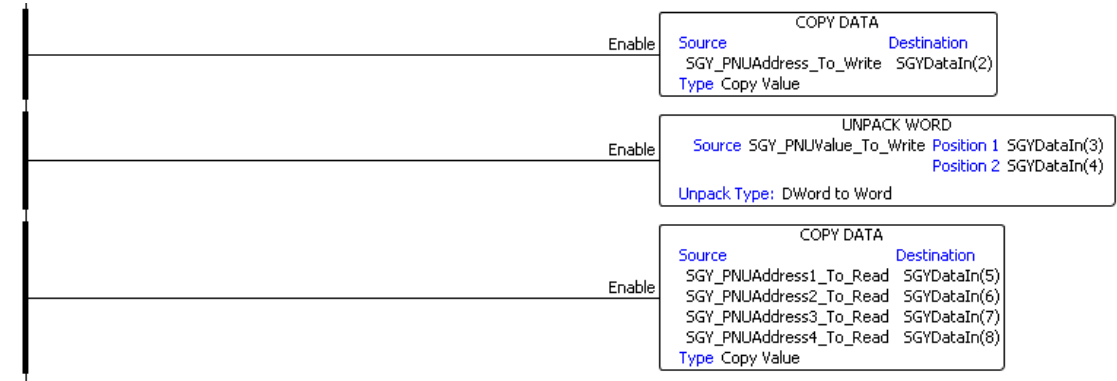 COPY DATA
Enable Source Destination
SGY_PNUAddress_To_Write SGYDataIn(2)
Type Copy Value
UNPACK WORD
Enable Source SGY_PNUValue_To_Write Position 1 SGYDataIn(3)
Position 2 SGYDataIn(4)
Unpack Type: DWord to Word
COPY DATA
Source Destination
SGY_PNUAddress1_To_Read SGYDataIn(5)
Enable SGY_PNUAddress2_To_Read SGYDataIn(6)
SGY_PNUAddress3_To_Read SGYDataIn(7)
SGY_PNUAddress4_To_Read SGYDataIn(8)
Type Copy Value